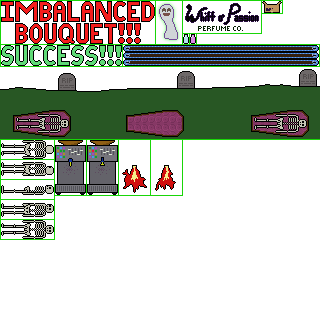 IMBALANCED
BOUQUET!!!
Whiff o' Passion
PERFUME CO.
SUCCESS!!!